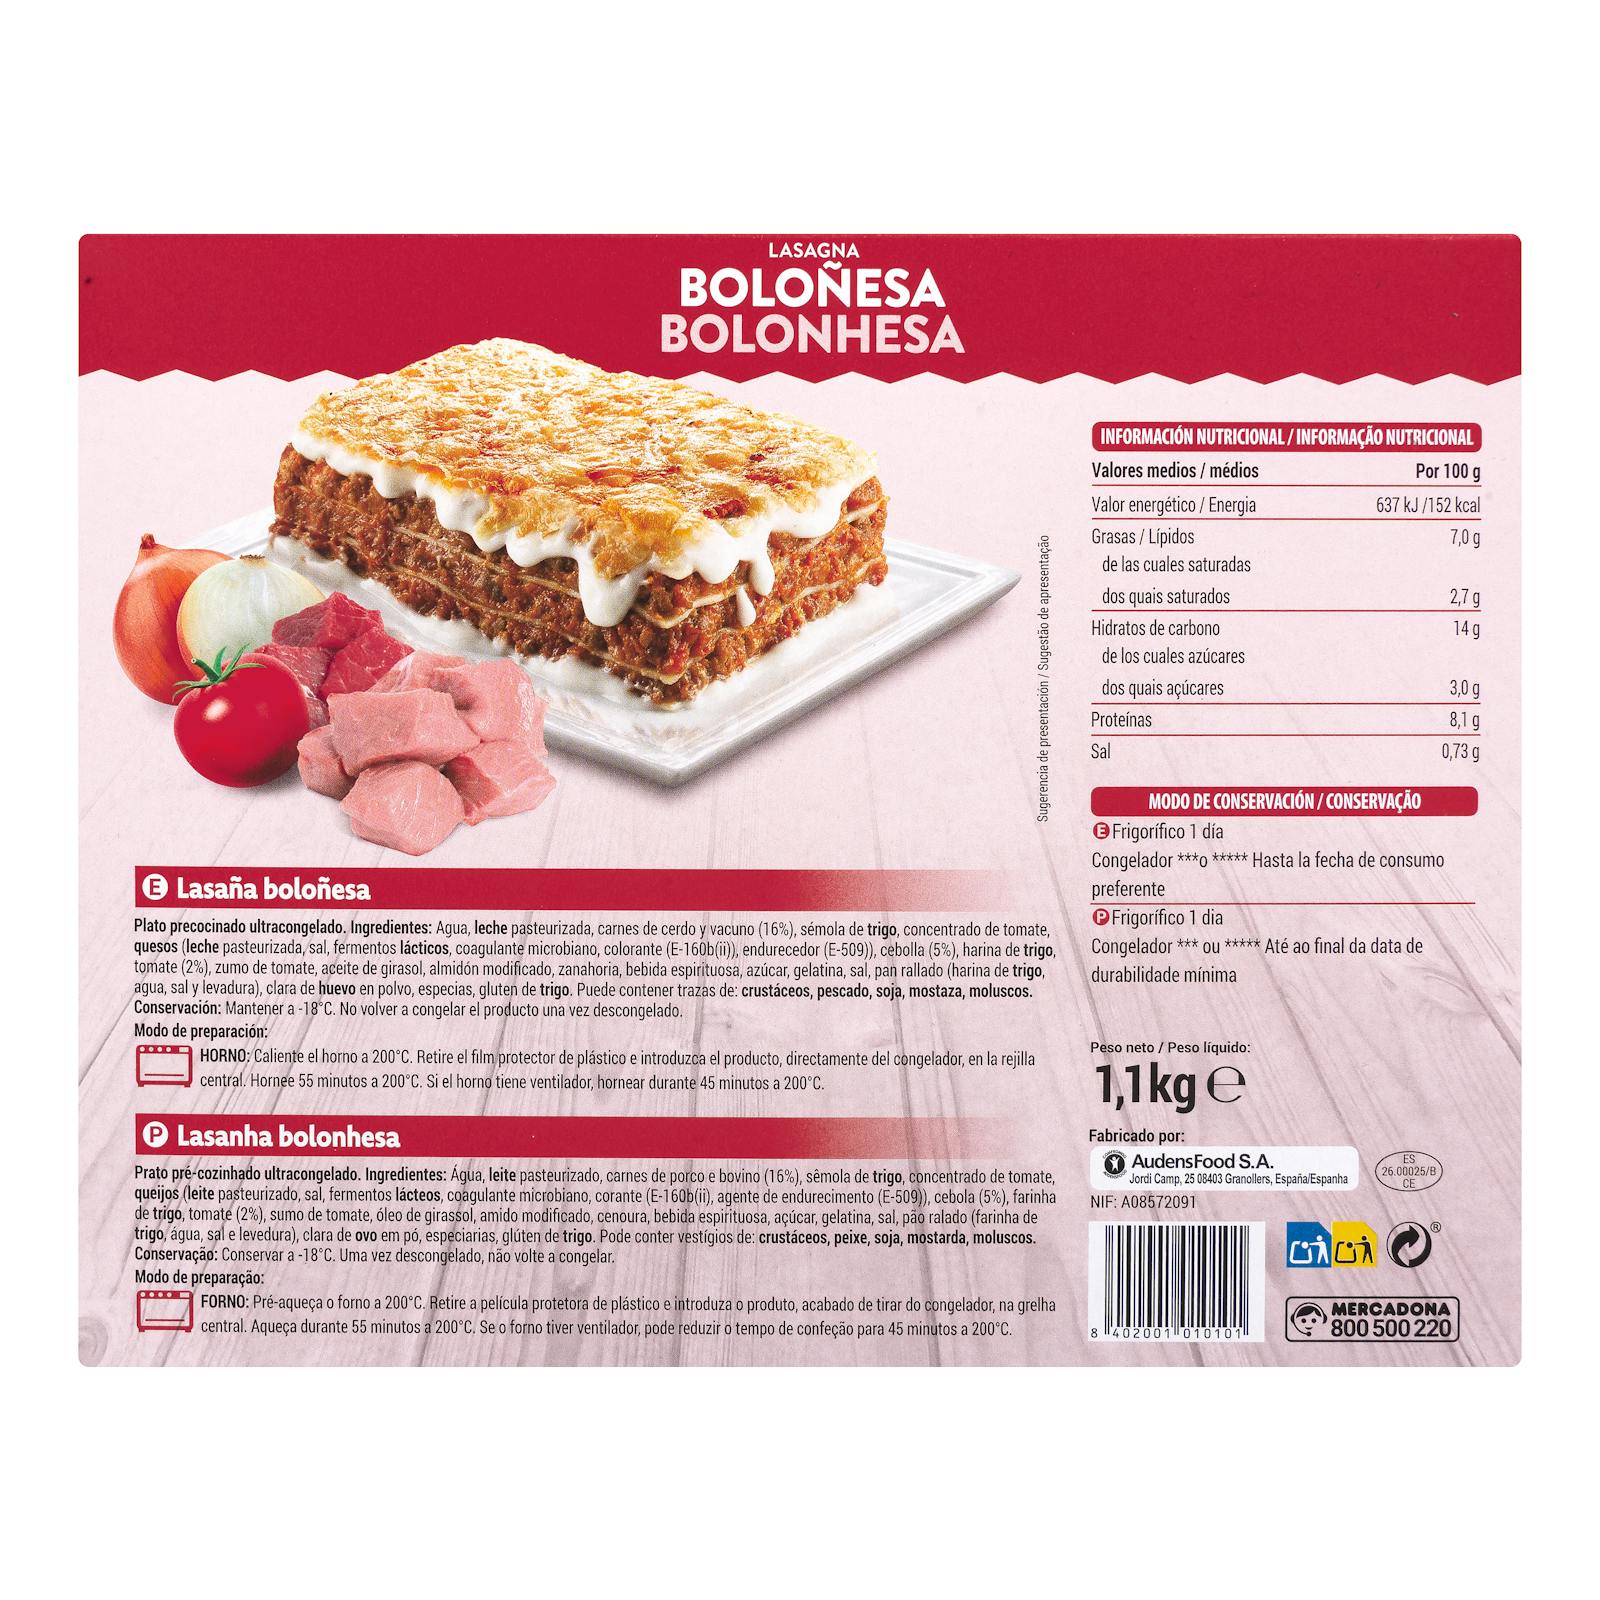 LASAGNA
BOLOÑESA
BOLONHESA
INFORMACIÓN NUTRICIONAL / INFORMAÇÃO NUTRICIONAL
Valores medios / médios Por 100 g
Valor energético / Energia 637 kJ /152 kcal
Grasas / Lípidos 7,0 g
de las cuales saturadas
dos quais saturados 2,7 g
Hidratos de carbono 14 g
de los cuales azúcares
dos quais açúcares 3,0 g
Proteínas 8,1 g
Sal 0,73 g
Sugerencia de presentación / Sugestão de apresentação
MODO DE CONSERVACIÓN / CONSERVAÇÃO
E Frigorífico 1 día
Congelador ***o ***** Hasta la fecha de consumo
preferente
P Frigorífico 1 dia
Congelador *** ou ***** Até ao final da data de
durabilidade mínima
E Lasaña boloñesa
Plato precocinado ultracongelado. Ingredientes: Agua, leche pasteurizada, carnes de cerdo y vacuno (16%), sémola de trigo, concentrado de tomate,
quesos (leche pasteurizada, sal, fermentos lácticos, coagulante microbiano, colorante (E-160b(ii)), endurecedor (E-509)), cebolla (5%), harina de trigo,
tomate (2%), zumo de tomate, aceite de girasol, almidón modificado, zanahoria, bebida espirituosa, azúcar, gelatina, sal, pan rallado (harina de trigo,
agua, sal y levadura), clara de huevo en polvo, especias, gluten de trigo. Puede contener trazas de: crustáceos, pescado, soja, mostaza, moluscos.
Conservación: Mantener a -18°C. No volver a congelar el producto una vez descongelado.
Modo de preparación:
HORNO: Caliente el horno a 200°C. Retire el film protector de plástico e introduzca el producto, directamente del congelador, en la rejilla
central. Hornee 55 minutos a 200°C. Si el horno tiene ventilador, hornear durante 45 minutos a 200°C.
P Lasanha bolonhesa
Prato pré-cozinhado ultracongelado. Ingredientes: Água, leite pasteurizado, carnes de porco e bovino (16%), sêmola de trigo, concentrado de tomate,
queijos (leite pasteurizado, sal, fermentos lácteos, coagulante microbiano, corante (E-160b(ii), agente de endurecimento (E-509)), cebola (5%), farinha
de trigo, tomate (2%), sumo de tomate, óleo de girassol, amido modificado, cenoura, bebida espirituosa, açúcar, gelatina, sal, pão ralado (farinha de
trigo, água, sal e levedura), clara de ovo em pó, especiarias, glúten de trigo. Pode conter vestígios de: crustáceos, peixe, soja, mostarda, moluscos.
Conservação: Conservar a -18°C. Uma vez descongelado, não volte a congelar.
Modo de preparação:
FORNO: Pré-aqueça o forno a 200°C. Retire a película protetora de plástico e introduza o produto, acabado de tirar do congelador, na grelha
central. Aqueça durante 55 minutos a 200°C. Se o forno tiver ventilador, pode reduzir o tempo de confeção para 45 minutos a 200°C.
Peso neto / Peso líquido:
1,1kg ℮
Fabricado por:
AudensFood S.A.
Jordi Camp, 25 08403 Granollers, España/Espanha
ES
26.00025/B
CE
NIF: A08572091
8 402001 010101
®
MERCADONA
800 500 220